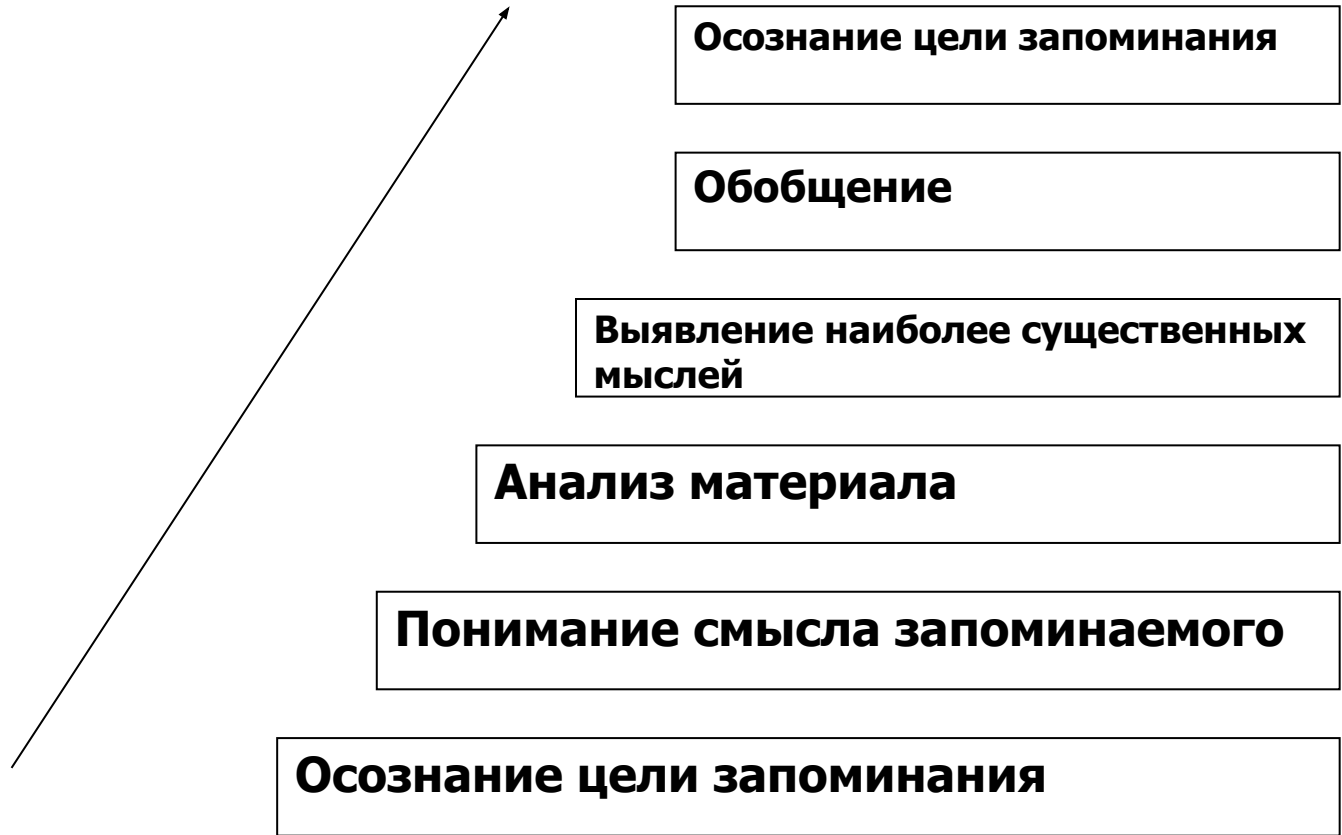 Осознание цели запоминания
Обобщение
Выявление наиболее существенных
мыслей
Анализ материала
Понимание смысла запоминаемого
Осознание цели запоминания